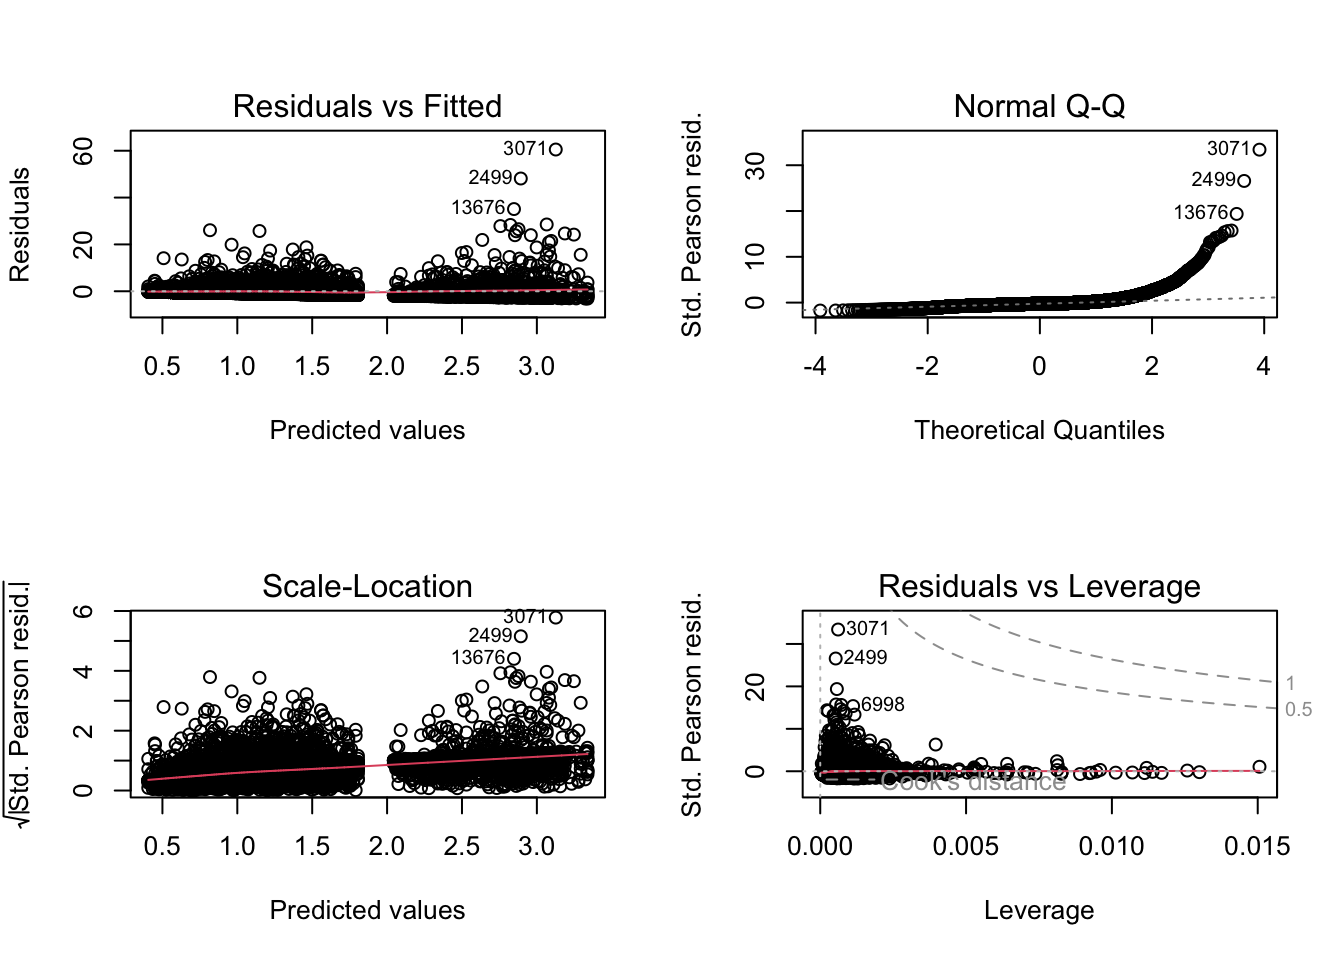 Residuals vs Fitted
Residuals
60
20
0
3071
2499
13676
0.5 1.0 1.5 2.0 2.5 3.0
Predicted values
Normal Q-Q
Std. Pearson resid.
30
10
0
3071
2499
13676
-4 -2 0 2 4
Theoretical Quantiles
Scale-Location
√|Std. Pearson resid.|
6
4
2
0
3071
2499
13676
0.5 1.0 1.5 2.0 2.5 3.0
Predicted values
Residuals vs Leverage
Std. Pearson resid.
20
0
3071
2499
6998
1
0.5
Cook's distance
0.000 0.005 0.010 0.015
Leverage